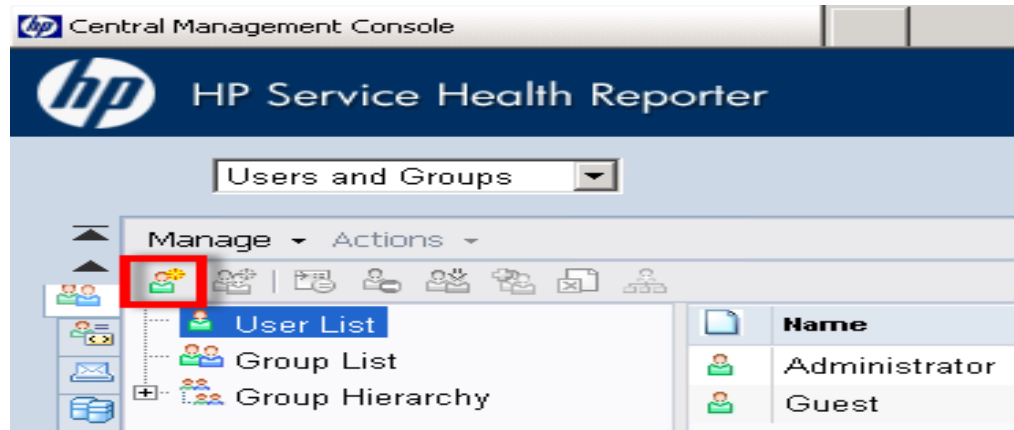 hp Central Management Console
hp HP Service Health Reporter
Users and Groups
Manage Actions
User List
Group List
Group Hierarchy
Name
Administrator
Guest